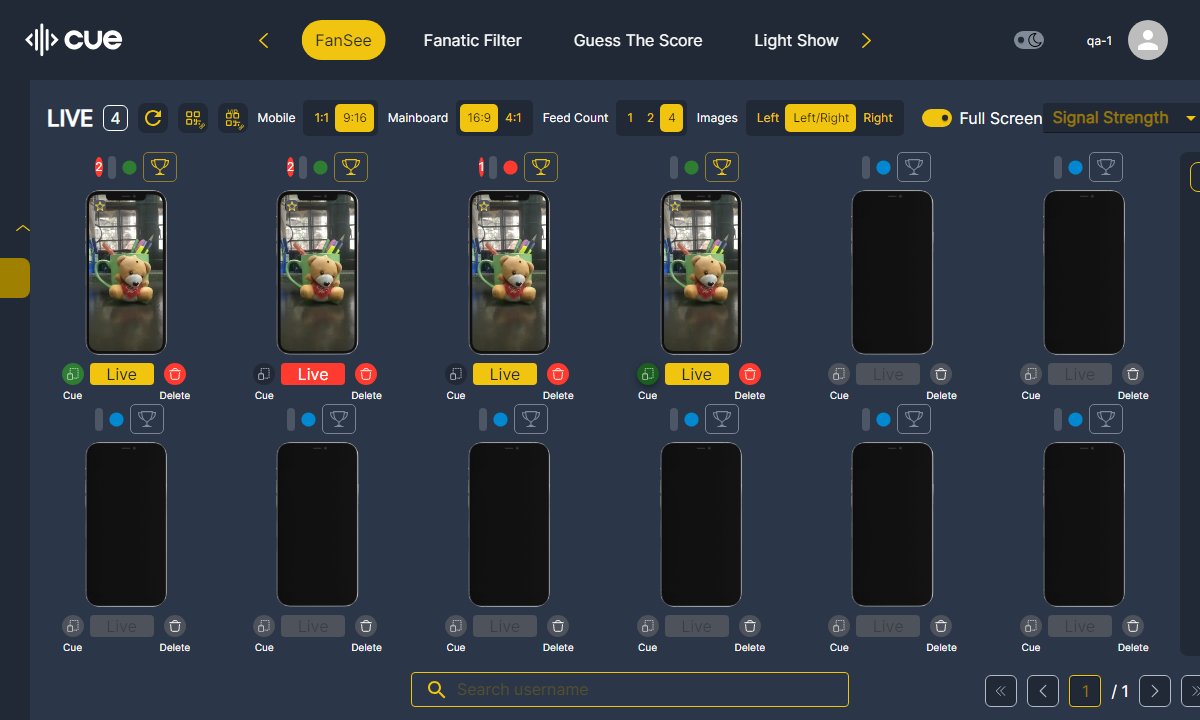 cue FanSee Fanatic Filter Guess The Score Light Show qa-1
LIVE 4 Mobile 1:1 9:16 Mainboard 16:9 4:1 Feed Count 1 2 4 Images Left Left/Right Right Full Screen Signal Strength
2 2 1
Live Live Live Live Live Live
Cue Delete Cue Delete Cue Delete Cue Delete Cue Delete Cue Delete
Live Live Live Live Live Live
Cue Delete Cue Delete Cue Delete Cue Delete Cue Delete Cue Delete
Search username 1 / 1